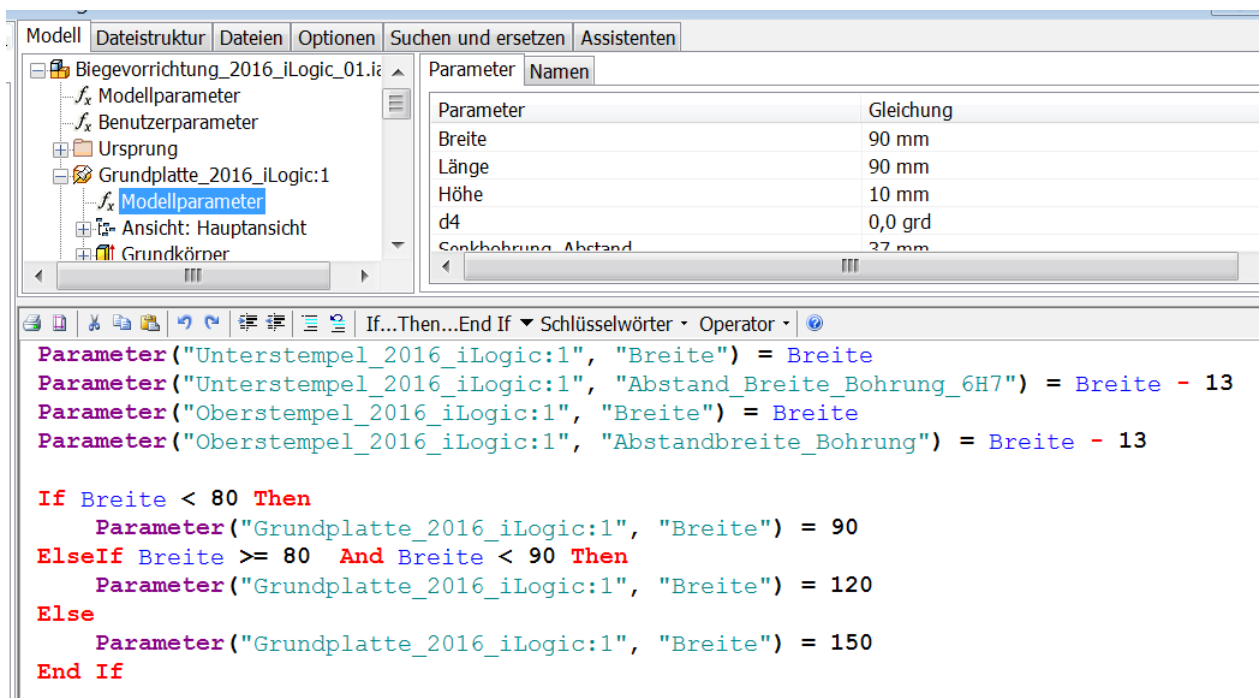 Modell Dateistruktur Dateien Optionen Suchen und ersetzen Assistenten
Biegevorrichtung_2016_iLogic_01.ia
Modellparameter
Benutzerparameter
Ursprung
Grundplatte_2016_iLogic:1
Modellparameter
Ansicht: Hauptansicht
Grundkörper
Parameter Namen
Parameter Gleichung
Breite 90 mm
Länge 90 mm
Höhe 10 mm
d4 0,0 grd
Senkbohrung_Abstand 37 mm
If...Then...End If Schlüsselwörter Operator
Parameter("Unterstempel_2016_iLogic:1", "Breite") = Breite
Parameter("Unterstempel_2016_iLogic:1", "Abstand_Breite_Bohrung_6H7") = Breite - 13
Parameter("Oberstempel_2016_iLogic:1", "Breite") = Breite
Parameter("Oberstempel_2016_iLogic:1", "Abstandbreite_Bohrung") = Breite - 13
If Breite < 80 Then
Parameter("Grundplatte_2016_iLogic:1", "Breite") = 90
ElseIf Breite >= 80 And Breite < 90 Then
Parameter("Grundplatte_2016_iLogic:1", "Breite") = 120
Else
Parameter("Grundplatte_2016_iLogic:1", "Breite") = 150
End If